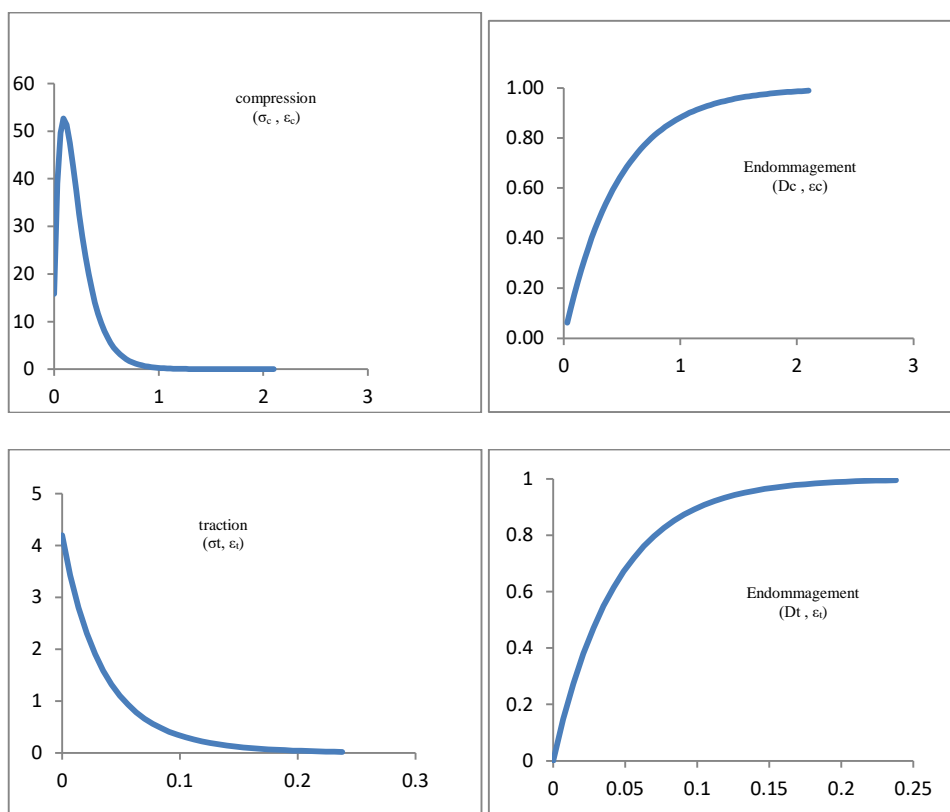 60
50
40
30
20
10
0
0 1 2 3
compression
(σc , εc)
1.00
0.80
0.60
0.40
0.20
0.00
0 1 2 3
Endommagement
(Dc , εc)
5
4
3
2
1
0
0 0.1 0.2 0.3
traction
(σt, εt)
1
0.8
0.6
0.4
0.2
0
0 0.05 0.1 0.15 0.2 0.25
Endommagement
(Dt , εt)